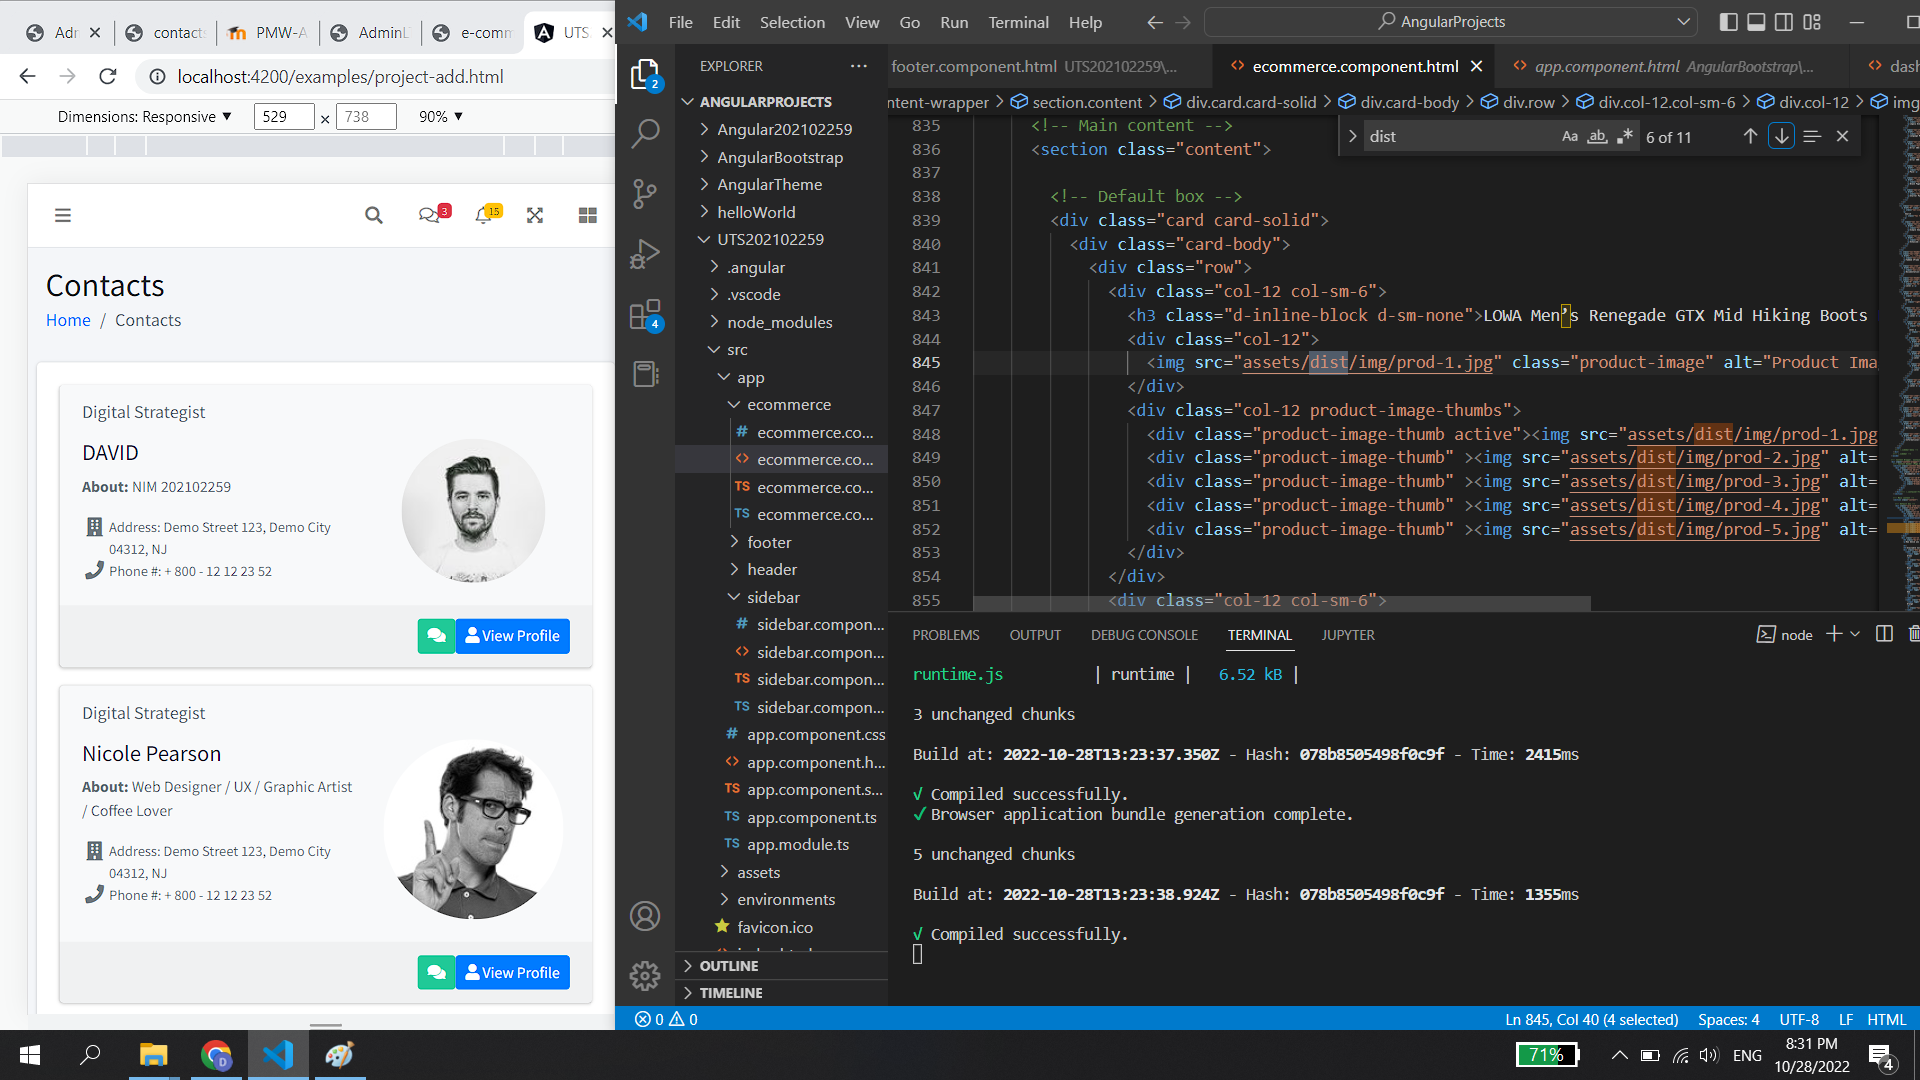 Adn
contact
PMW-A
AdminL
e-comm
UTS
localhost:4200/examples/project-add.html
Dimensions: Responsive ▼ 529 × 738 90% ▼
3
15
Contacts
Home / Contacts
Digital Strategist
DAVID
About: NIM 202102259
Address: Demo Street 123, Demo City
04312, NJ
Phone #: + 800 - 12 12 23 52
View Profile
Digital Strategist
Nicole Pearson
About: Web Designer / UX / Graphic Artist
/ Coffee Lover
Address: Demo Street 123, Demo City
04312, NJ
Phone #: + 800 - 12 12 23 52
View Profile
File Edit Selection View Go Run Terminal Help
AngularProjects
2
4
EXPLORER ···
ANGULARPROJECTS
Angular202102259
AngularBootstrap
AngularTheme
helloWorld
UTS202102259
.angular
.vscode
node_modules
src
app
ecommerce
# ecommerce.co...
<> ecommerce.co...
TS ecommerce.co...
TS ecommerce.co...
footer
header
sidebar
# sidebar.compon...
<> sidebar.compon...
TS sidebar.compon...
TS sidebar.compon...
# app.component.css
<> app.component.h...
TS app.component.s...
TS app.component.ts
TS app.module.ts
assets
environments
favicon.ico
OUTLINE
TIMELINE
footer.component.html UTS202102259\...
<> ecommerce.component.html
<> app.component.html AngularBootstrap\...
<> dash
ntent-wrapper > section.content > div.card.card-solid > div.card-body > div.row > div.col-12.col-sm-6 > div.col-12 > img
dist Aa ab .* 6 of 11
835 <!-- Main content -->
836 <section class="content">
837
838 <!-- Default box -->
839 <div class="card card-solid">
840 <div class="card-body">
841 <div class="row">
842 <div class="col-12 col-sm-6">
843 <h3 class="d-inline-block d-sm-none">LOWA Men’s Renegade GTX Mid Hiking Boots
844 <div class="col-12">
845 <img src="assets/dist/img/prod-1.jpg" class="product-image" alt="Product Ima
846 </div>
847 <div class="col-12 product-image-thumbs">
848 <div class="product-image-thumb active"><img src="assets/dist/img/prod-1.jpg
849 <div class="product-image-thumb" ><img src="assets/dist/img/prod-2.jpg" alt=
850 <div class="product-image-thumb" ><img src="assets/dist/img/prod-3.jpg" alt=
851 <div class="product-image-thumb" ><img src="assets/dist/img/prod-4.jpg" alt=
852 <div class="product-image-thumb" ><img src="assets/dist/img/prod-5.jpg" alt=
853 </div>
854 </div>
855 <div class="col-12 col-sm-6">
PROBLEMS OUTPUT DEBUG CONSOLE TERMINAL JUPYTER
node
runtime.js | runtime | 6.52 kB |
3 unchanged chunks
Build at: 2022-10-28T13:23:37.350Z - Hash: 078b8505498f0c9f - Time: 2415ms
√ Compiled successfully.
✔ Browser application bundle generation complete.
5 unchanged chunks
Build at: 2022-10-28T13:23:38.924Z - Hash: 078b8505498f0c9f - Time: 1355ms
√ Compiled successfully.
0 0
Ln 845, Col 40 (4 selected) Spaces: 4 UTF-8 LF HTML
D
71%
ENG
8:31 PM
10/28/2022
4